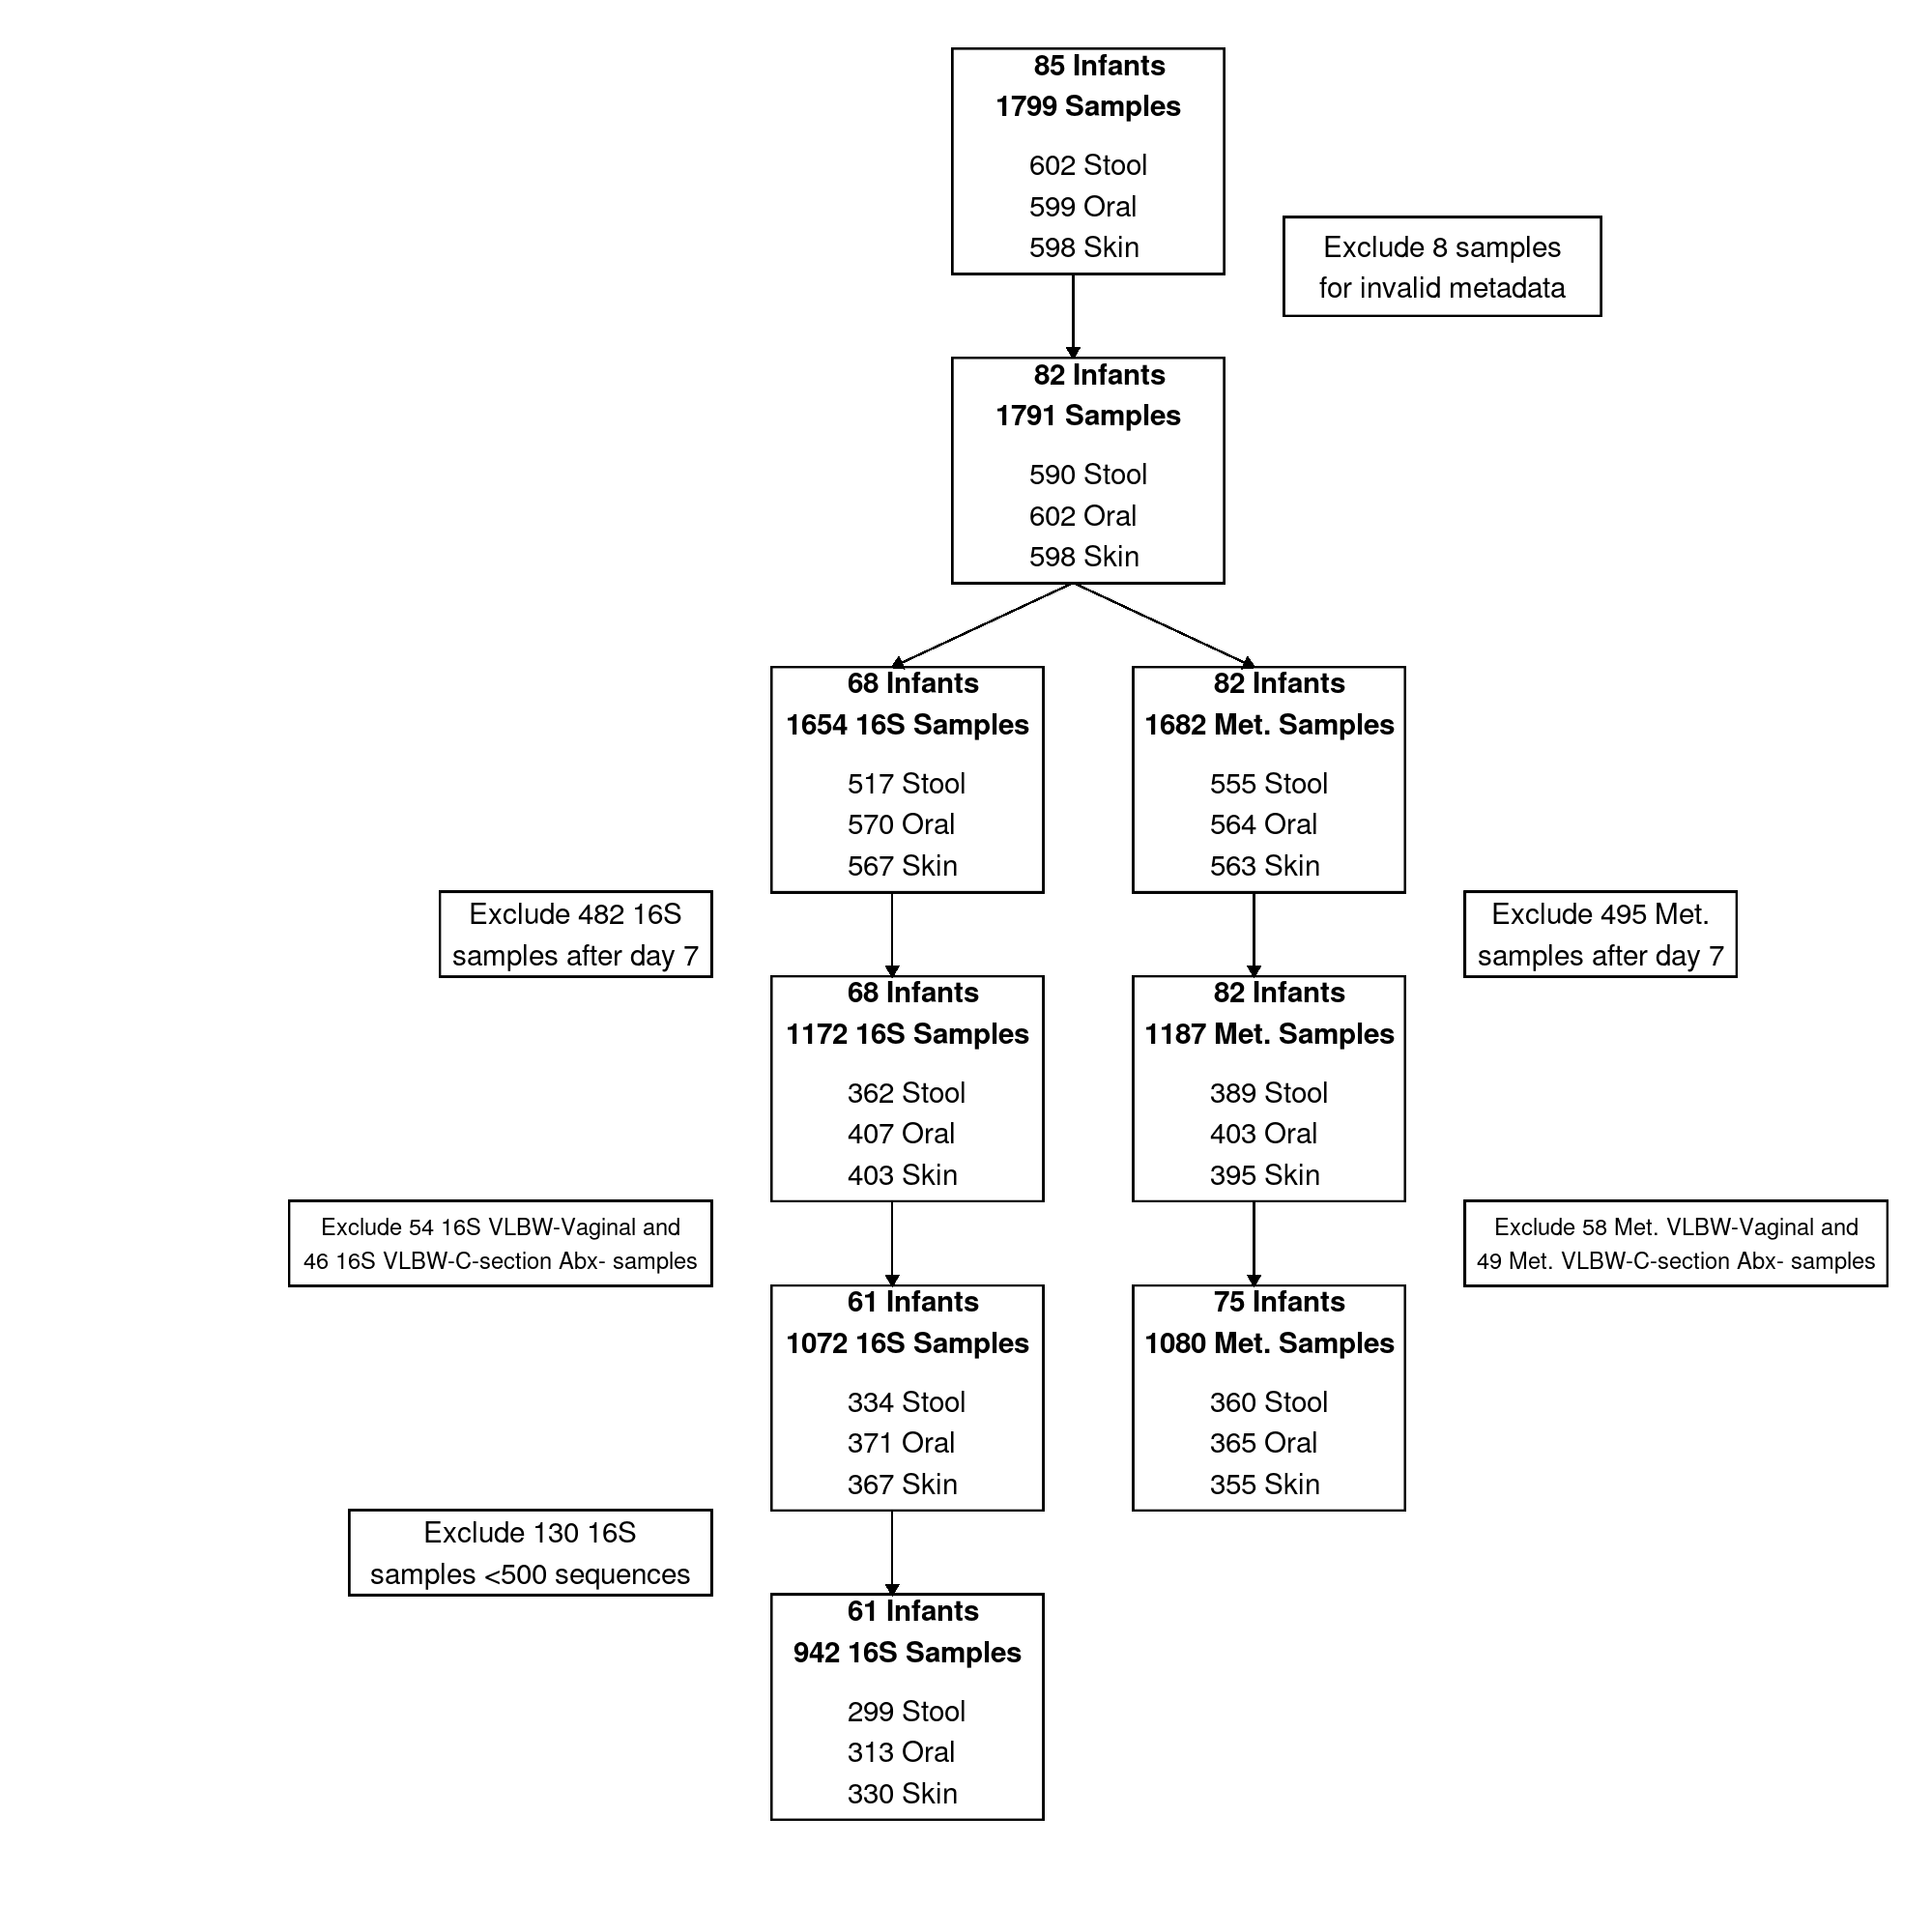 85 Infants
1799 Samples
602 Stool
599 Oral
598 Skin
Exclude 8 samples
for invalid metadata
82 Infants
1791 Samples
590 Stool
602 Oral
598 Skin
68 Infants
1654 16S Samples
517 Stool
570 Oral
567 Skin
82 Infants
1682 Met. Samples
555 Stool
564 Oral
563 Skin
Exclude 482 16S
samples after day 7
Exclude 495 Met.
samples after day 7
68 Infants
1172 16S Samples
362 Stool
407 Oral
403 Skin
82 Infants
1187 Met. Samples
389 Stool
403 Oral
395 Skin
Exclude 54 16S VLBW-Vaginal and
46 16S VLBW-C-section Abx- samples
Exclude 58 Met. VLBW-Vaginal and
49 Met. VLBW-C-section Abx- samples
61 Infants
1072 16S Samples
334 Stool
371 Oral
367 Skin
75 Infants
1080 Met. Samples
360 Stool
365 Oral
355 Skin
Exclude 130 16S
samples <500 sequences
61 Infants
942 16S Samples
299 Stool
313 Oral
330 Skin